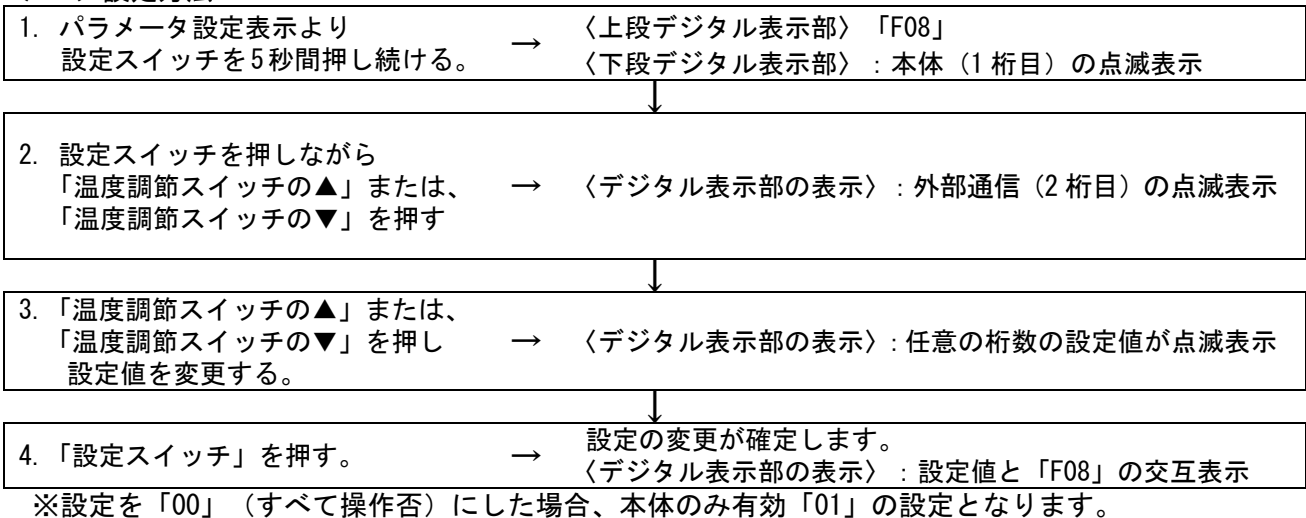 1. パラメータ設定表示より
設定スイッチを5秒間押し続ける。
→
〈上段デジタル表示部〉「F08」
〈下段デジタル表示部〉：本体（1桁目）の点滅表示
↓
2. 設定スイッチを押しながら
「温度調節スイッチの▲」または、
「温度調節スイッチの▼」を押す
→
〈デジタル表示部の表示〉：外部通信（2桁目）の点滅表示
↓
3.「温度調節スイッチの▲」または、
「温度調節スイッチの▼」を押し
設定値を変更する。
→
〈デジタル表示部の表示〉：任意の桁数の設定値が点滅表示
↓
4.「設定スイッチ」を押す。
→
設定の変更が確定します。
〈デジタル表示部の表示〉：設定値と「F08」の交互表示
※設定を「00」（すべて操作否）にした場合、本体のみ有効「01」の設定となります。